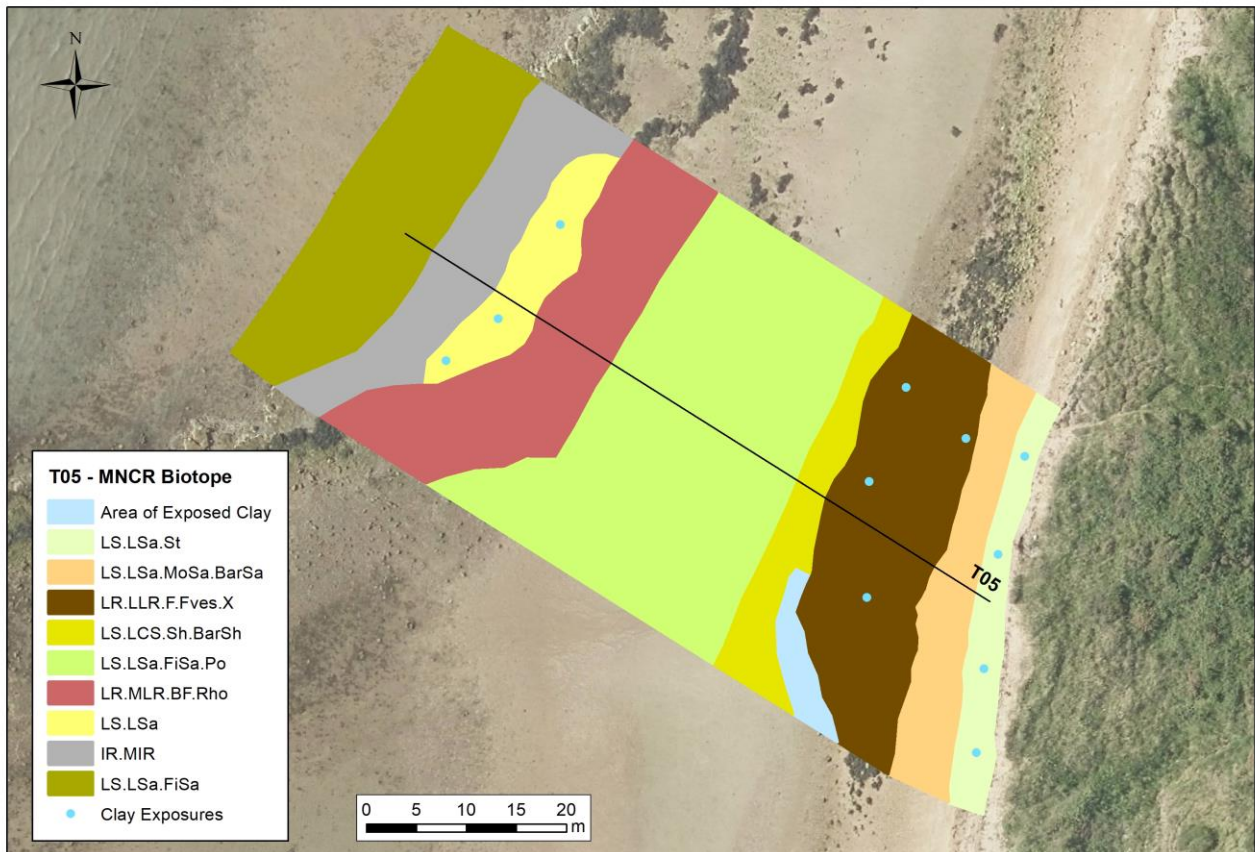 N
T05
T05 - MNCR Biotope
Area of Exposed Clay
LS.LSa.St
LS.LSa.MoSa.BarSa
LR.LLR.F.Fves.X
LS.LCS.Sh.BarSh
LS.LSa.FiSa.Po
LR.MLR.BF.Rho
LS.LSa
IR.MIR
LS.LSa.FiSa
Clay Exposures
0 5 10 20
m